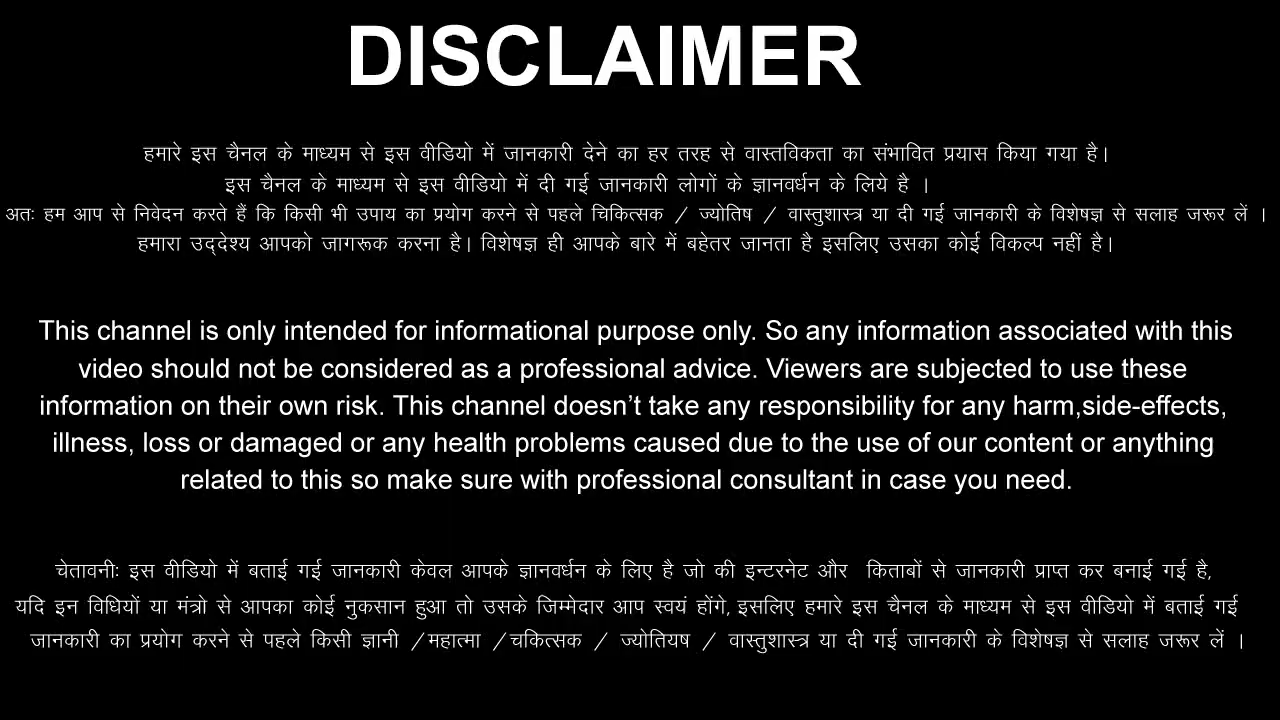 DISCLAIMER
हमारे इस चैनल के माध्यम से इस वीडियो में जानकारी देने का हर तरह से वास्तविकता का संभावित प्रयास किया गया है।
इस चैनल के माध्यम से इस वीडियो में दी गई जानकारी लोगों के ज्ञानवर्धन के लिये है ।
अतः हम आप से निवेदन करते हैं कि किसी भी उपाय का प्रयोग करने से पहले चिकित्सक / ज्योतिष / वास्तुशास्त्र या दी गई जानकारी के विशेषज्ञ से सलाह जरूर लें ।
हमारा उद्देश्य आपको जागरूक करना है। विशेषज्ञ ही आपके बारे में बहेतर जानता है इसलिए उसका कोई विकल्प नहीं है।
This channel is only intended for informational purpose only. So any information associated with this
video should not be considered as a professional advice. Viewers are subjected to use these
information on their own risk. This channel doesn’t take any responsibility for any harm,side-effects,
illness, loss or damaged or any health problems caused due to the use of our content or anything
related to this so make sure with professional consultant in case you need.
चेतावनीः इस वीडियो में बताई गई जानकारी केवल आपके ज्ञानवर्धन के लिए है जो की इन्टरनेट और किताबों से जानकारी प्राप्त कर बनाई गई है,
यदि इन विधियों या मंत्रो से आपका कोई नुकसान हुआ तो उसके जिम्मेदार आप स्वयं होंगे, इसलिए हमारे इस चैनल के माध्यम से इस वीडियो में बताई गई
जानकारी का प्रयोग करने से पहले किसी ज्ञानी /महात्मा /चकित्सक / ज्योतियष / वास्तुशास्त्र या दी गई जानकारी के विशेषज्ञ से सलाह जरूर लें ।